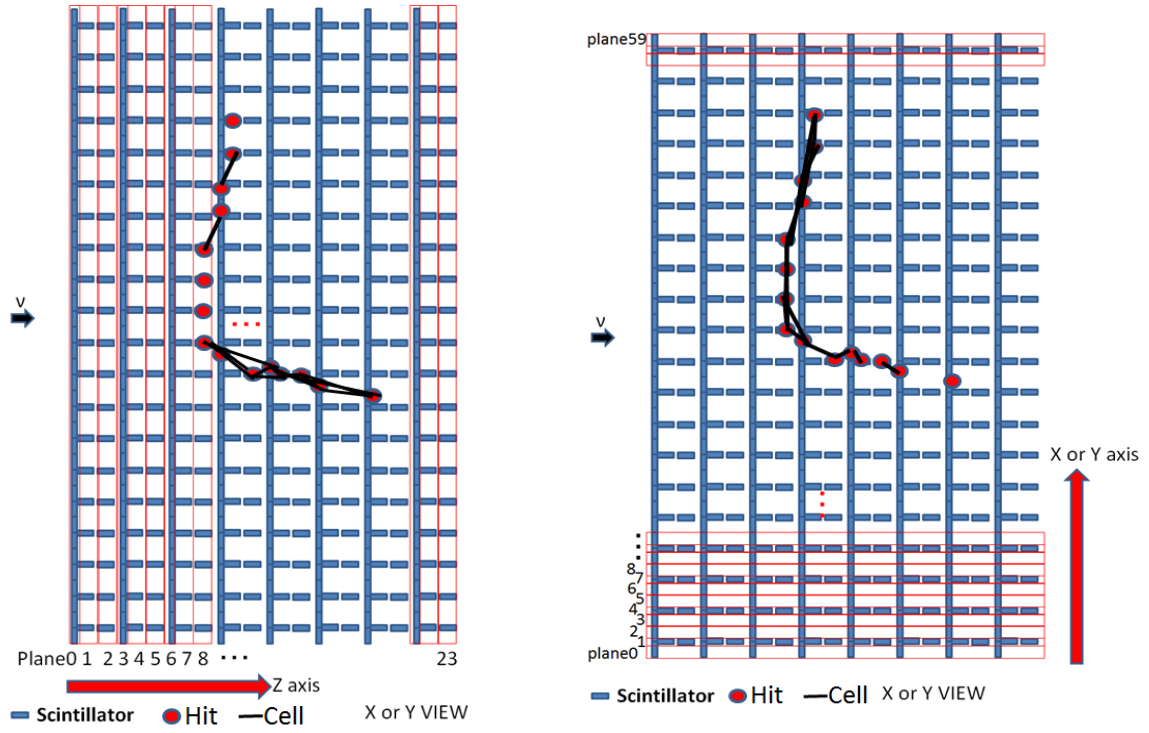 ν
Plane0 1 2 3 4 5 6 7 8 ... 23
Z axis
Scintillator Hit Cell X or Y VIEW
plane59
ν
X or Y axis
8
7
6
5
4
3
2
1
plane0
Scintillator Hit Cell X or Y VIEW